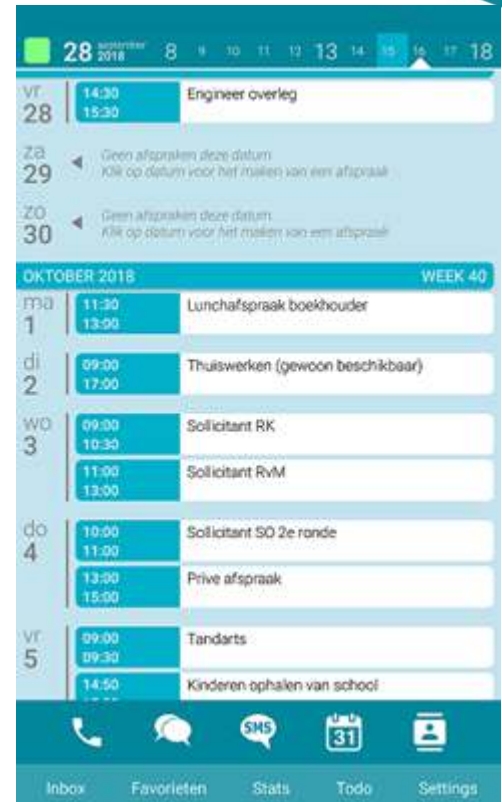 28 september 2018 8 9 10 11 12 13 14 15 16 17 18
vr 28 14:30 15:30 Engineer overleg
za 29 Geen afspraken deze datum
Klik op datum voor het maken van een afspraak
zo 30 Geen afspraken deze datum
Klik op datum voor het maken van een afspraak
OKTOBER 2018 WEEK 40
ma 1 11:30 13:00 Lunchafspraak boekhouder
di 2 09:00 17:00 Thuiswerken (gewoon beschikbaar)
wo 3 09:00 10:30 Sollicitant RK
11:00 13:00 Sollicitant RvM
do 4 10:00 11:00 Sollicitant SO 2e ronde
13:00 15:00 Prive afspraak
vr 5 09:00 09:30 Tandarts
14:50 Kinderen ophalen van school
SMS 31
Inbox Favorieten Stats Todo Settings